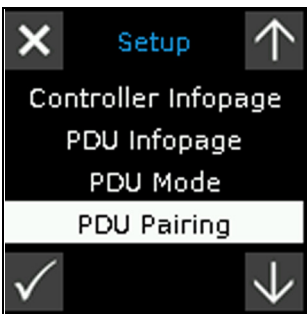 Setup
Controller Infopage
PDU Infopage
PDU Mode
PDU Pairing